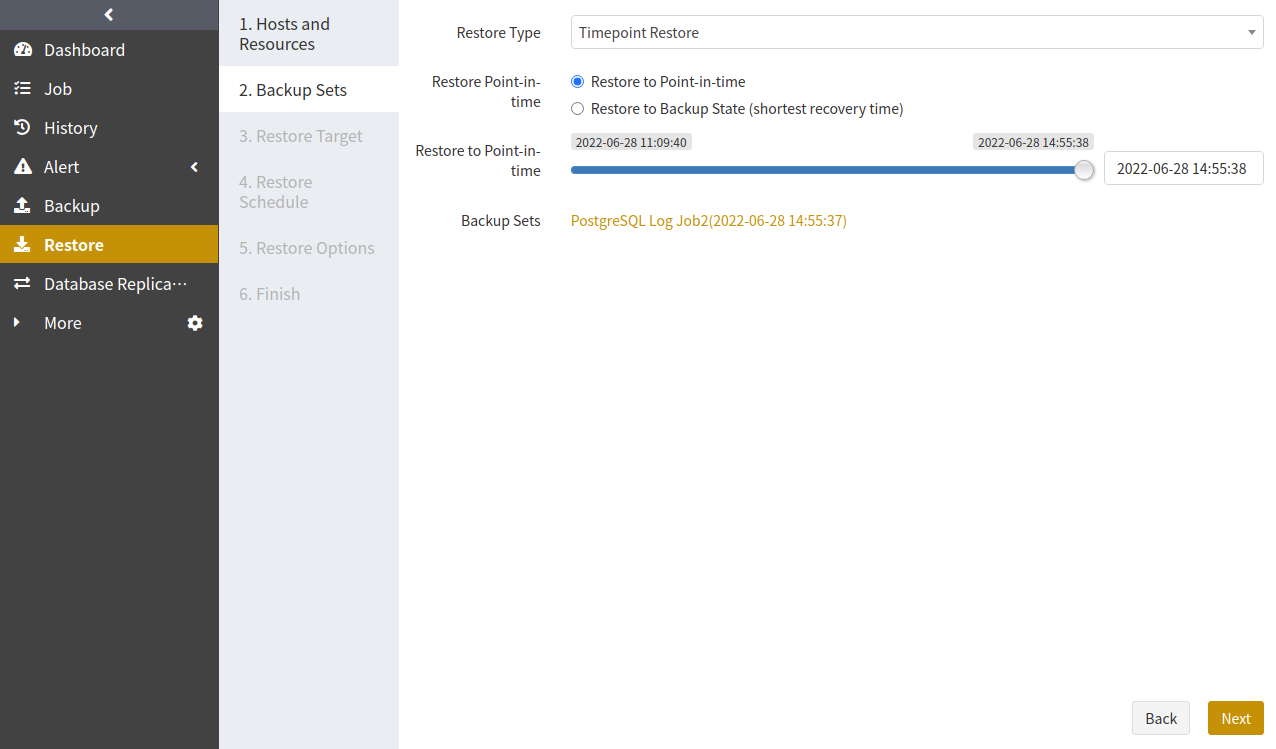 Dashboard
Job
History
Alert
Backup
Restore
Database Replica···
More
1. Hosts and
Resources
2. Backup Sets
3. Restore Target
4. Restore
Schedule
5. Restore Options
6. Finish
Restore Type
Timepoint Restore
Restore Point-in-
time
Restore to Point-in-time
Restore to Backup State (shortest recovery time)
Restore to Point-in-
time
2022-06-28 11:09:40
2022-06-28 14:55:38
2022-06-28 14:55:38
Backup Sets
PostgreSQL Log Job2(2022-06-28 14:55:37)
Back
Next